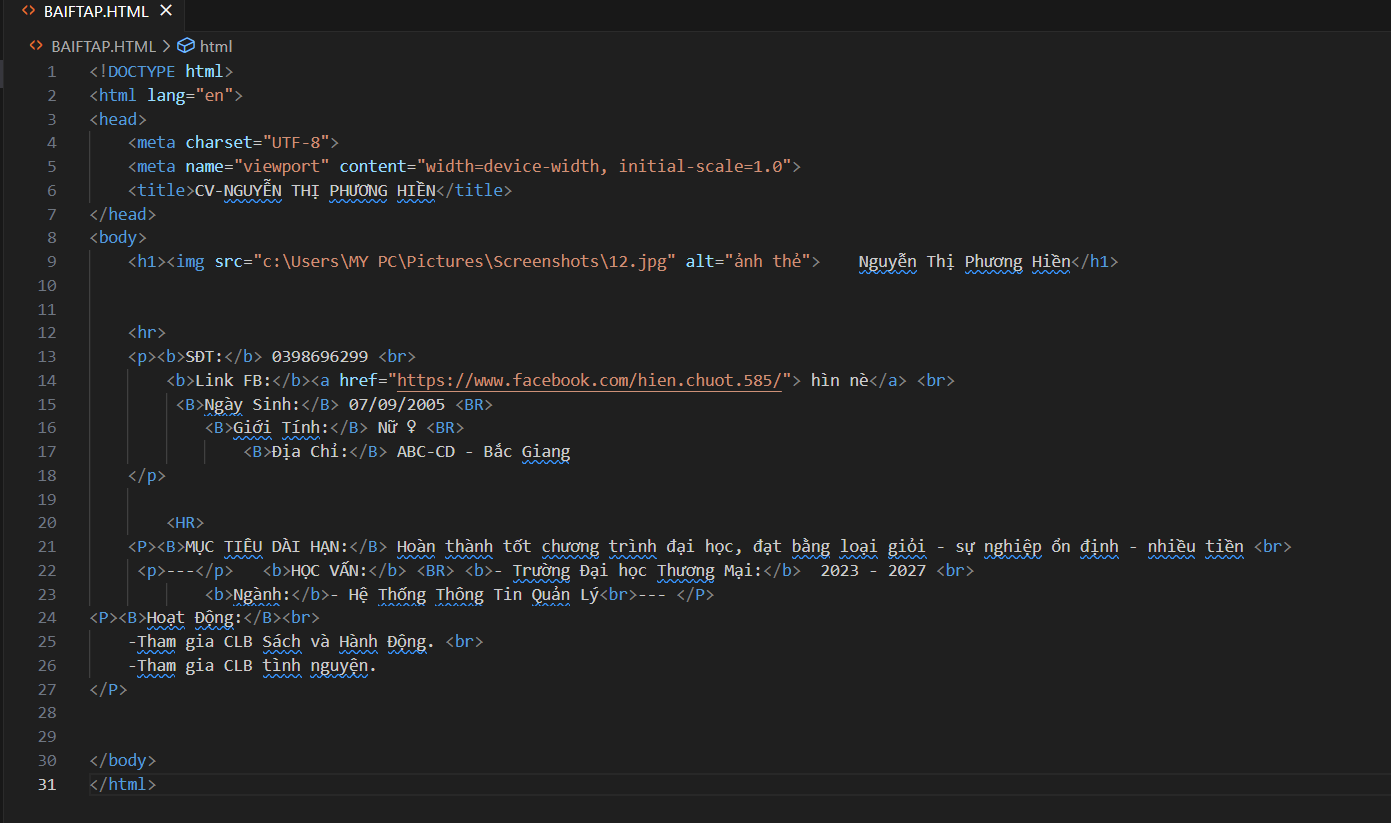 BAIFTAP.HTML ×
BAIFTAP.HTML > html
1 <!DOCTYPE html>
2 <html lang="en">
3 <head>
4 <meta charset="UTF-8">
5 <meta name="viewport" content="width=device-width, initial-scale=1.0">
6 <title>CV-NGUYỄN THỊ PHƯƠNG HIỀN</title>
7 </head>
8 <body>
9 <h1><img src="c:\Users\MY PC\Pictures\Screenshots\12.jpg" alt="ảnh thẻ"> Nguyễn Thị Phương Hiền</h1>
10
11
12 <hr>
13 <p><b>SĐT:</b> 0398696299 <br>
14 <b>Link FB:</b><a href="https://www.facebook.com/hien.chuot.585/"> hìn nè</a> <br>
15 <B>Ngày Sinh:</B> 07/09/2005 <BR>
16 <B>Giới Tính:</B> Nữ ♀ <BR>
17 <B>Địa Chỉ:</B> ABC-CD - Bắc Giang
18 </p>
19
20 <HR>
21 <P><B>MỤC TIÊU DÀI HẠN:</B> Hoàn thành tốt chương trình đại học, đạt bằng loại giỏi - sự nghiệp ổn định - nhiều tiền <br>
22 <p>---</p> <b>HỌC VẤN:</b> <BR> <b>- Trường Đại học Thương Mại:</b> 2023 - 2027 <br>
23 <b>Ngành:</b>- Hệ Thống Thông Tin Quản Lý<br>--- </P>
24 <P><B>Hoạt Động:</B><br>
25 -Tham gia CLB Sách và Hành Động. <br>
26 -Tham gia CLB tình nguyện.
27 </P>
28
29
30 </body>
31 </html>